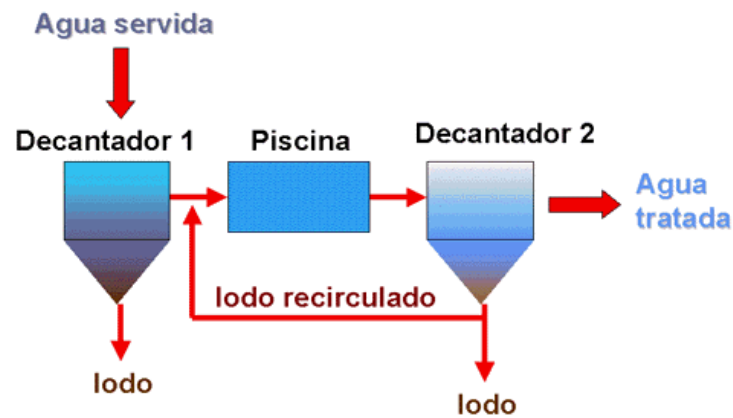 Agua servida
Decantador 1
Piscina
Decantador 2
Agua
tratada
lodo recirculado
lodo
lodo